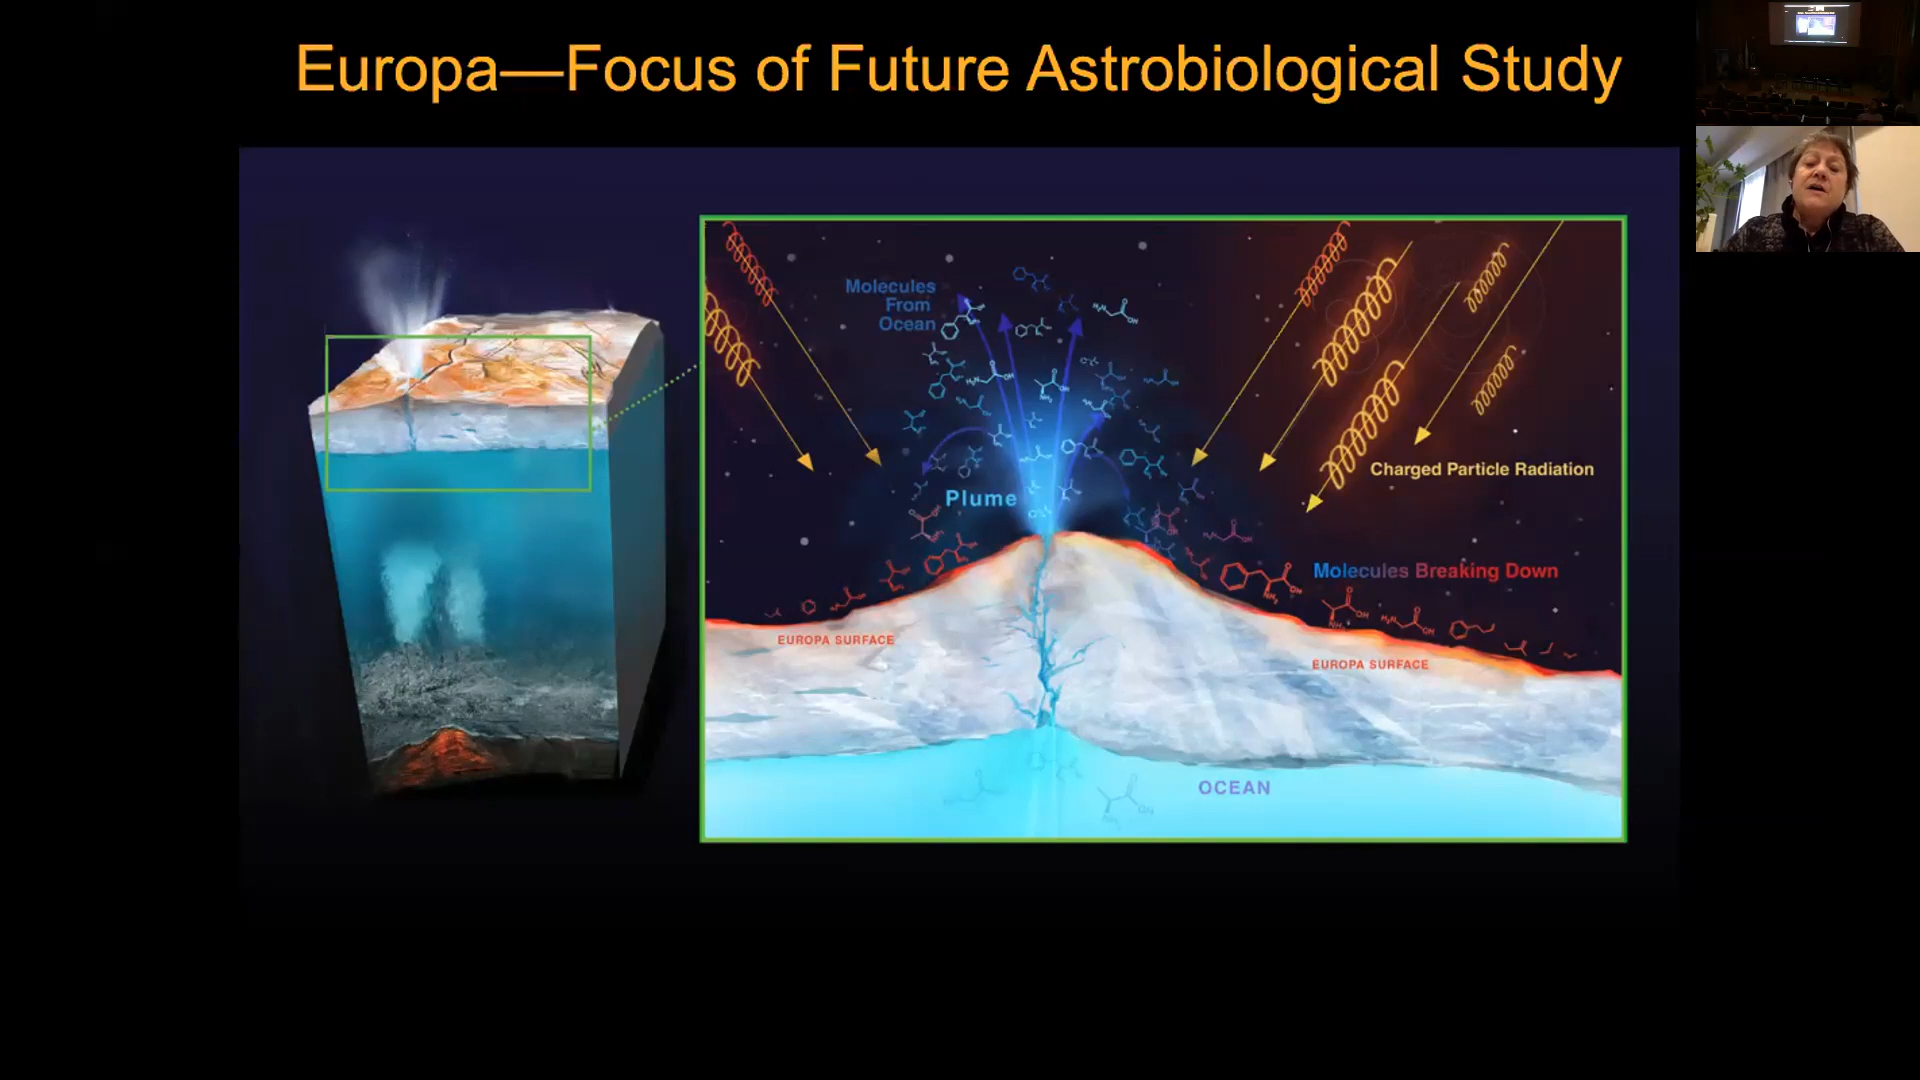 Europa—Focus of Future Astrobiological Study
Molecules
From
Ocean
Plume
Charged Particle Radiation
Molecules Breaking Down
EUROPA SURFACE
EUROPA SURFACE
OCEAN